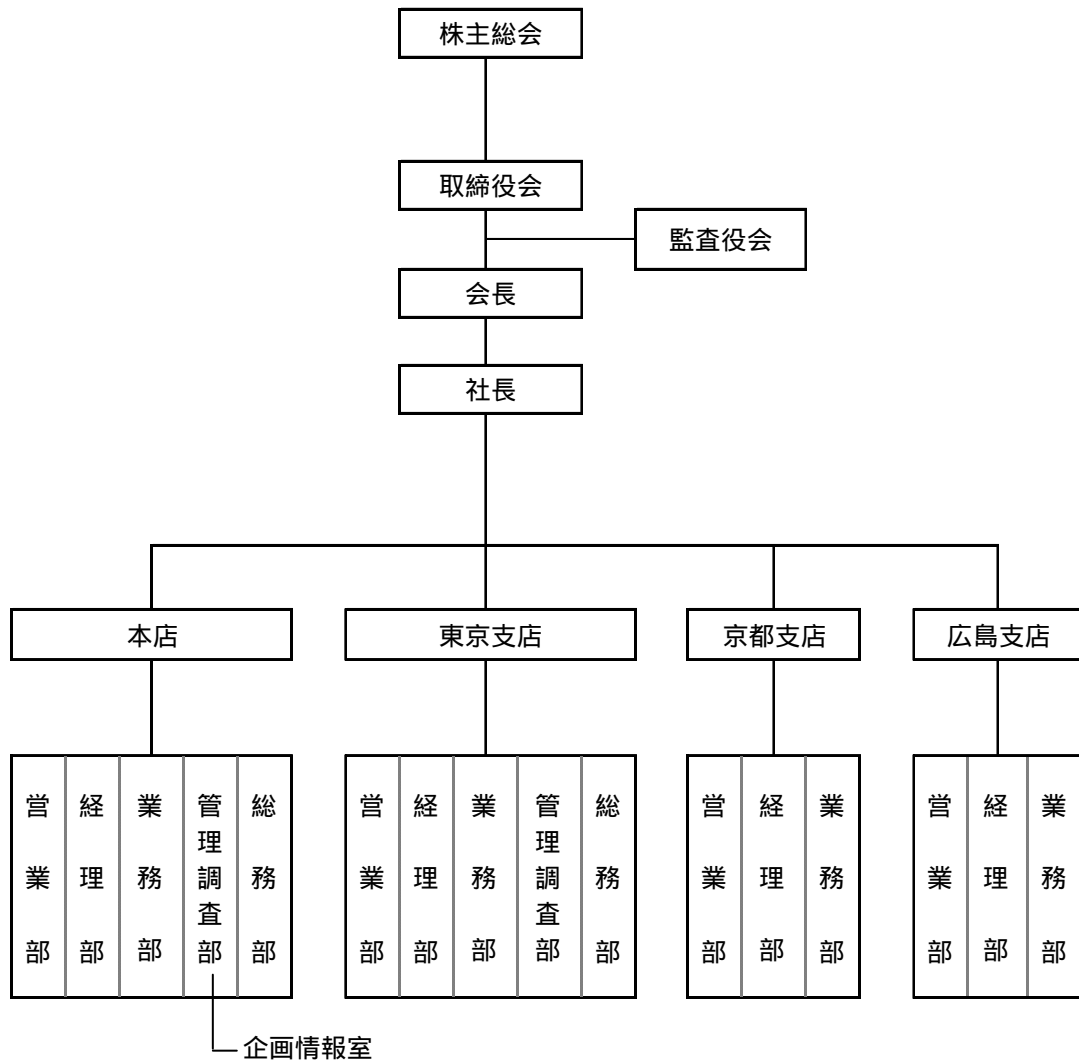 株主総会
取締役会
監査役会
会長
社長
本店
東京支店
京都支店
広島支店
営業部
経理部
業務部
管理調査部
総務部
営業部
経理部
業務部
管理調査部
総務部
営業部
経理部
業務部
営業部
経理部
業務部
企画情報室